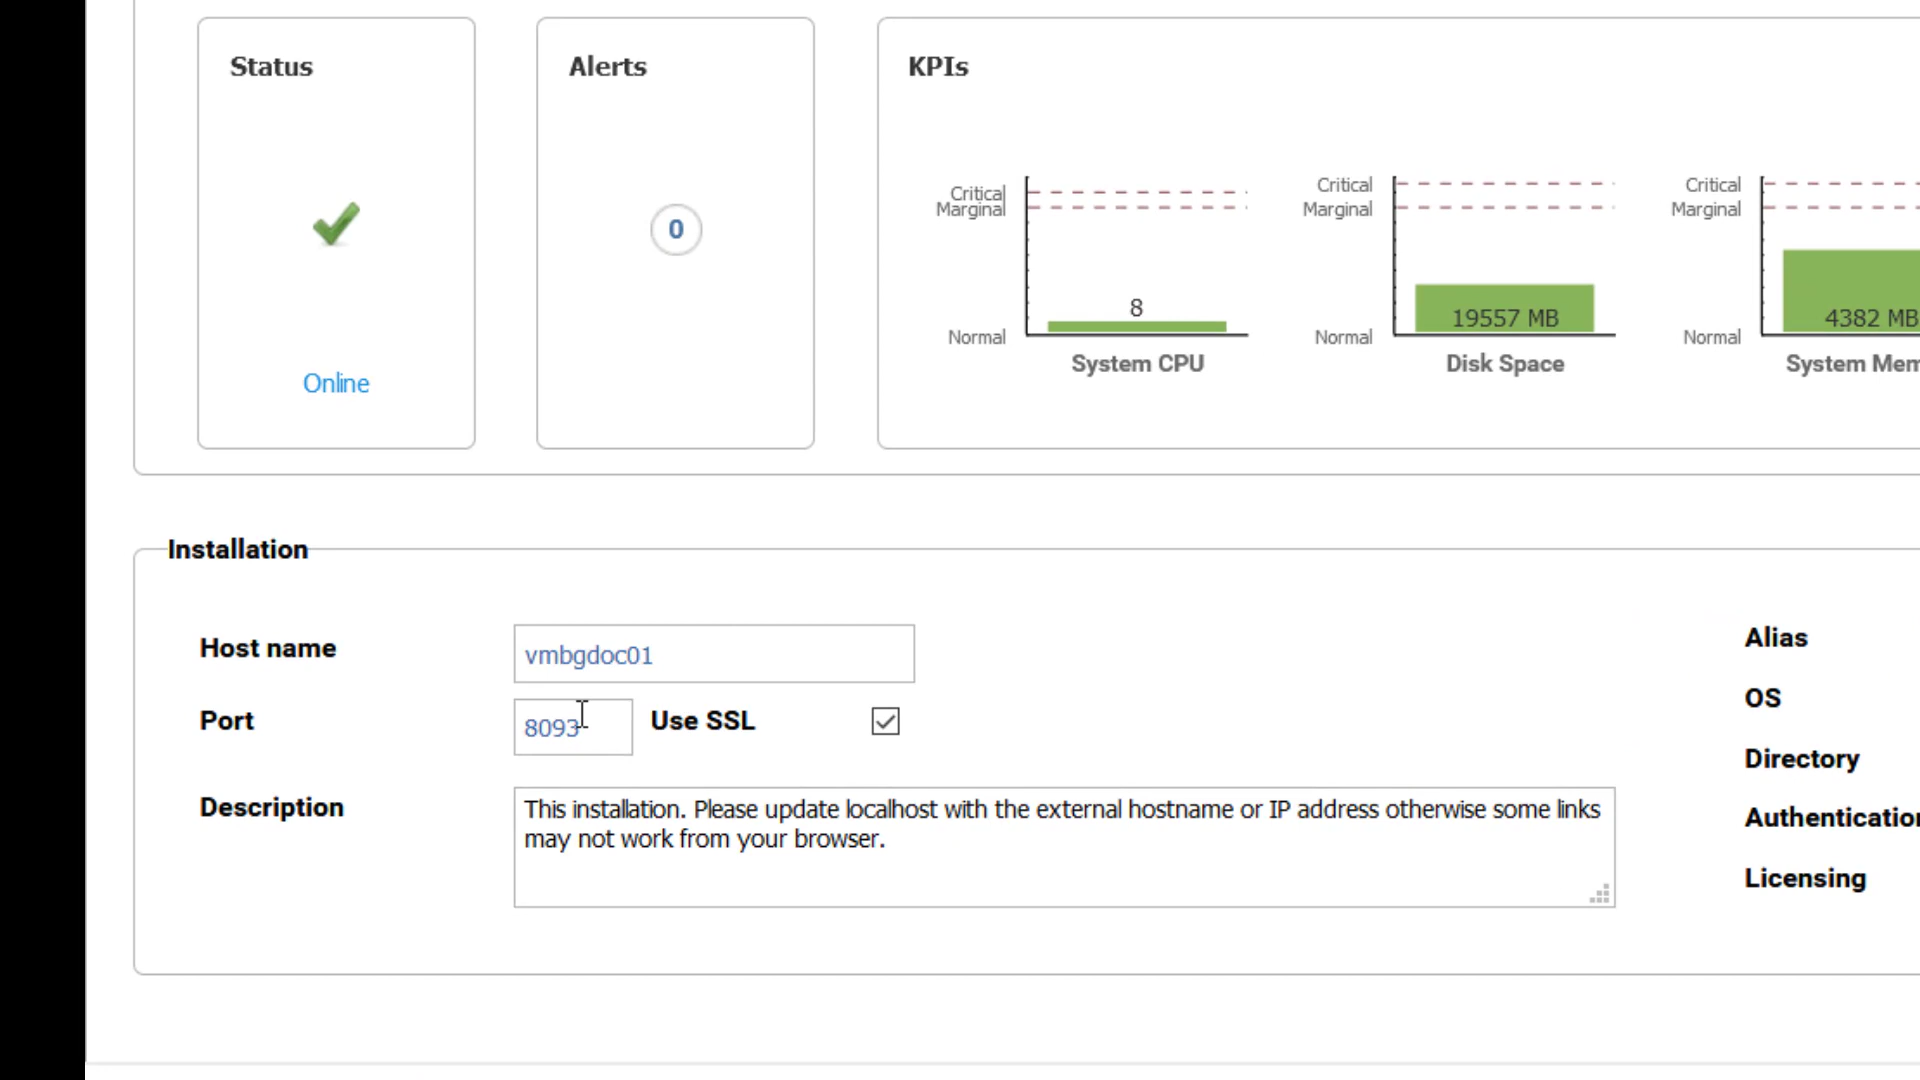 Status
Alerts
KPIs
Critical
Marginal
Normal
8
System CPU
Critical
Marginal
Normal
19557 MB
Disk Space
Critical
Marginal
Normal
4382 MB
System Mem
0
Online
Installation
Host name
vmbgdoc01
Port
8093
Use SSL
Description
This installation. Please update localhost with the external hostname or IP address otherwise some links
may not work from your browser.
Alias
OS
Directory
Authentication
Licensing